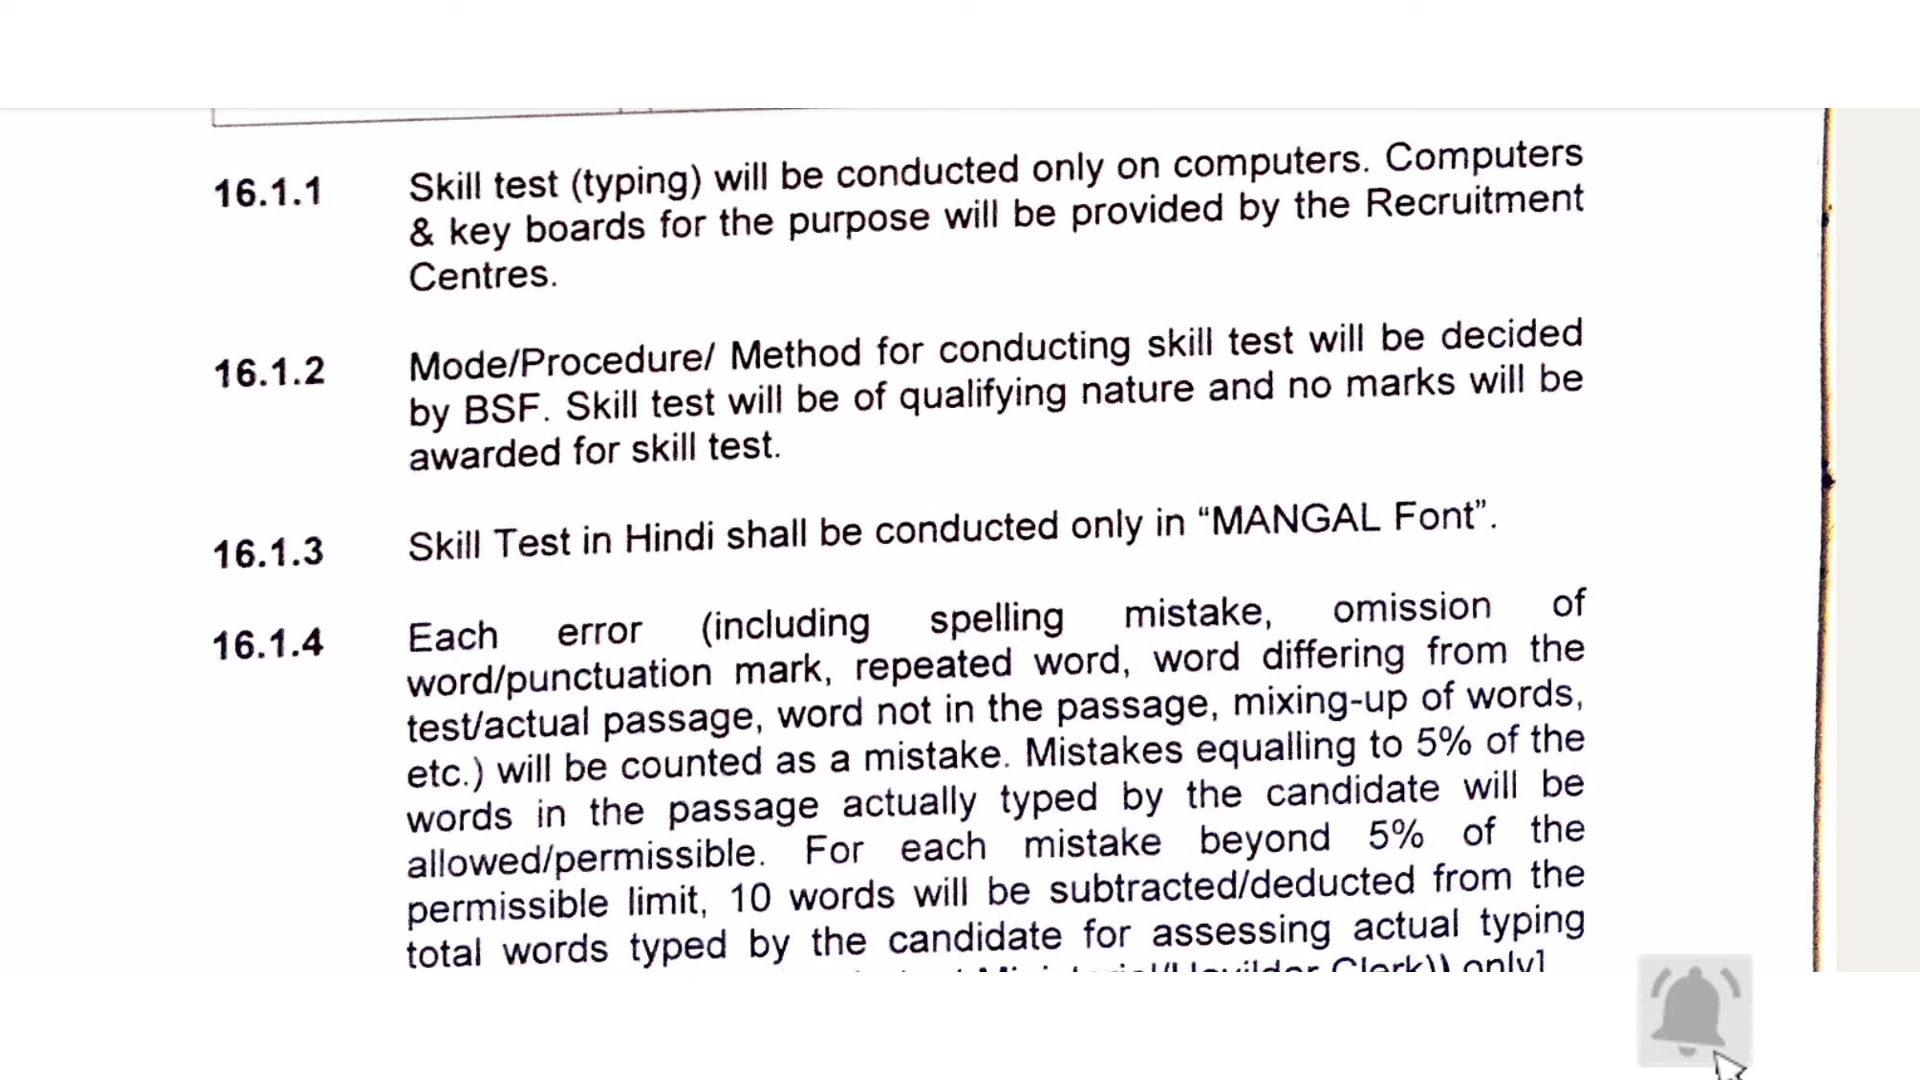 16.1.1 Skill test (typing) will be conducted only on computers. Computers
& key boards for the purpose will be provided by the Recruitment
Centres.
16.1.2 Mode/Procedure/ Method for conducting skill test will be decided
by BSF. Skill test will be of qualifying nature and no marks will be
awarded for skill test.
16.1.3 Skill Test in Hindi shall be conducted only in “MANGAL Font”.
16.1.4 Each error (including spelling mistake, omission of
word/punctuation mark, repeated word, word differing from the
test/actual passage, word not in the passage, mixing-up of words,
etc.) will be counted as a mistake. Mistakes equalling to 5% of the
words in the passage actually typed by the candidate will be
allowed/permissible. For each mistake beyond 5% of the
permissible limit, 10 words will be subtracted/deducted from the
total words typed by the candidate for assessing actual typing
Clerk)) only]